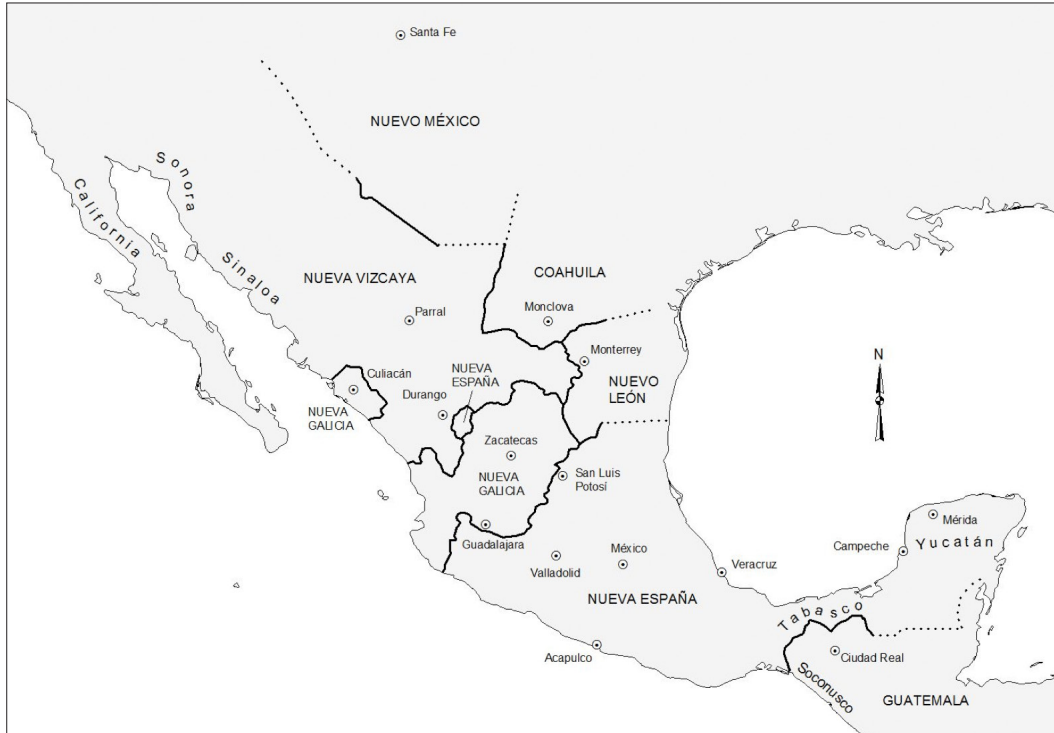 Santa Fe
NUEVO MÉXICO
Sonora
California
Sinaloa
NUEVA VIZCAYA
COAHUILA
Parral
Monclova
Monterrey
N
NUEVA
ESPAÑA
Culiacán
NUEVO
LEÓN
Durango
NUEVA
GALICIA
Zacatecas
NUEVA
GALICIA
San Luis
Potosí
Mérida
Guadalajara
Yucatán
Campeche
México
Valladolid
Veracruz
NUEVA ESPAÑA
Tabasco
Acapulco
Ciudad Real
Soconusco
GUATEMALA